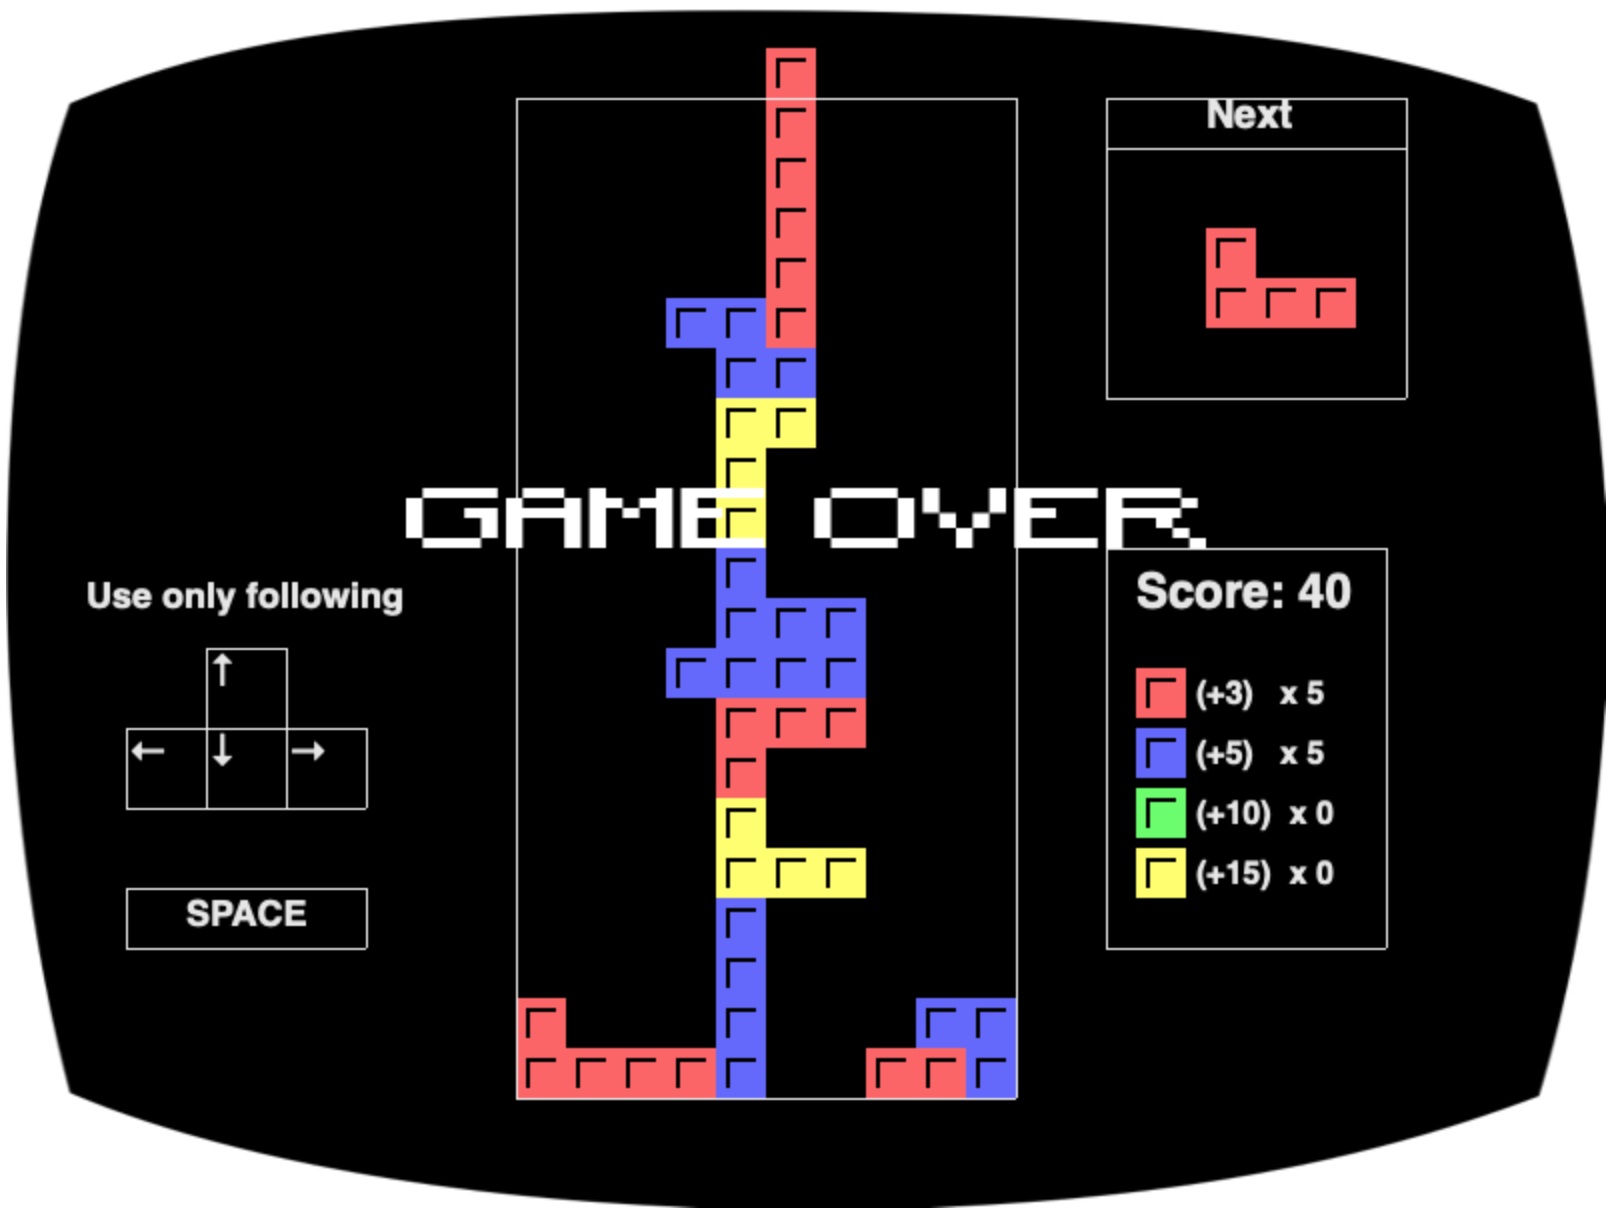 Next
GAME OVER
Use only following
↑
← ↓ →
SPACE
Score: 40
(+3) x 5
(+5) x 5
(+10) x 0
(+15) x 0